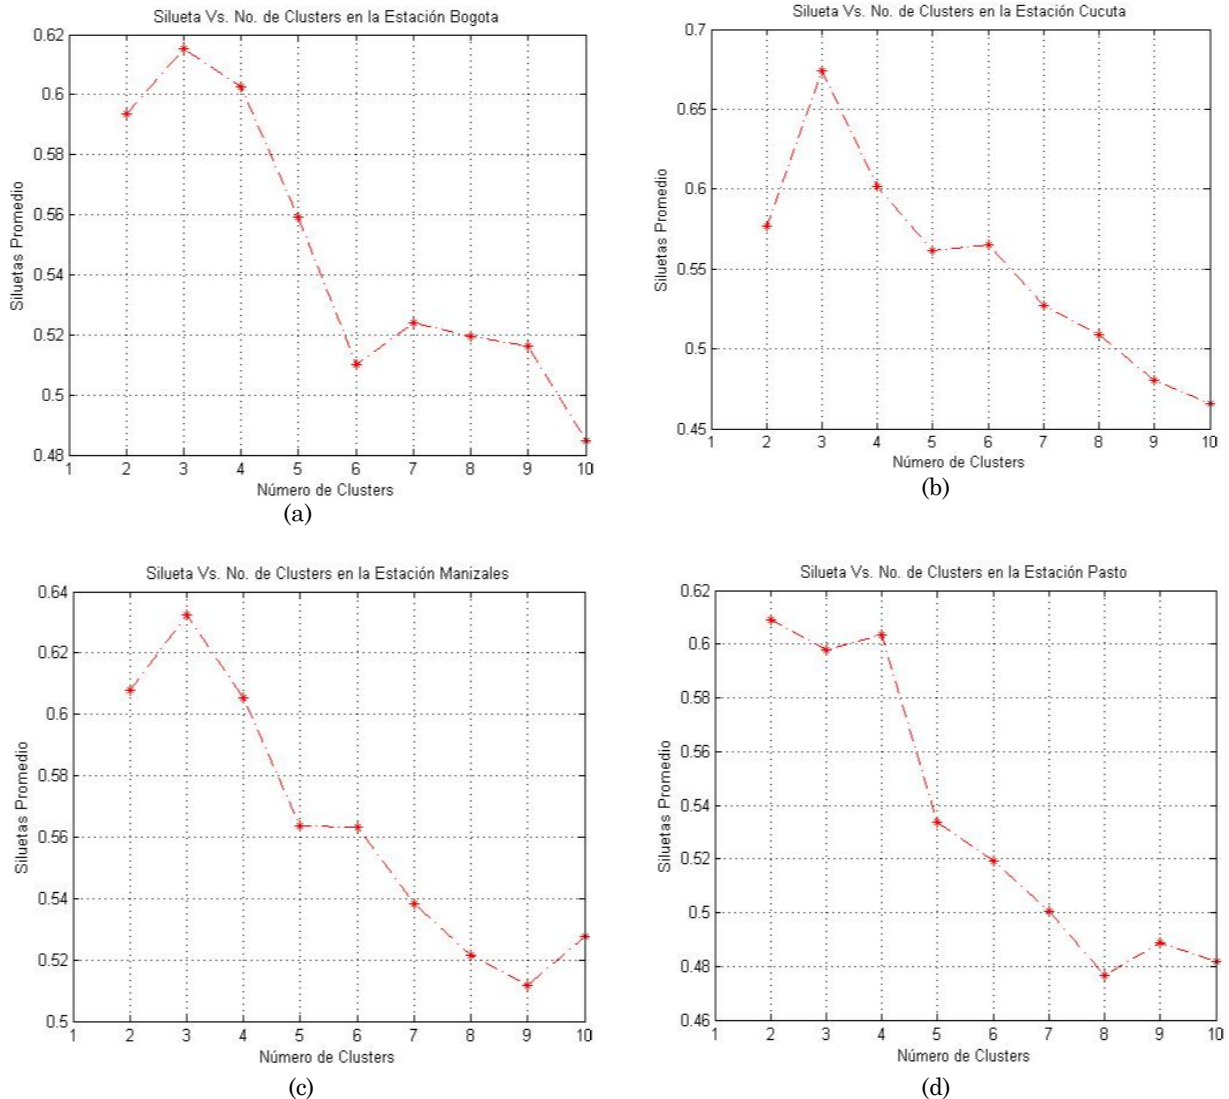 Silueta Vs. No. de Clusters en la Estación Bogota
0.62
0.6
0.58
0.56
0.54
0.52
0.5
0.48
1 2 3 4 5 6 7 8 9 10
Siluetas Promedio
Número de Clusters
(a)
Silueta Vs. No. de Clusters en la Estación Cucuta
0.7
0.65
0.6
0.55
0.5
0.45
1 2 3 4 5 6 7 8 9 10
Siluetas Promedio
Número de Clusters
(b)
Silueta Vs. No. de Clusters en la Estación Manizales
0.64
0.62
0.6
0.58
0.56
0.54
0.52
0.5
1 2 3 4 5 6 7 8 9 10
Siluetas Promedio
Número de Clusters
(c)
Silueta Vs. No. de Clusters en la Estación Pasto
0.62
0.6
0.58
0.56
0.54
0.52
0.5
0.48
0.46
1 2 3 4 5 6 7 8 9 10
Siluetas Promedio
Número de Clusters
(d)